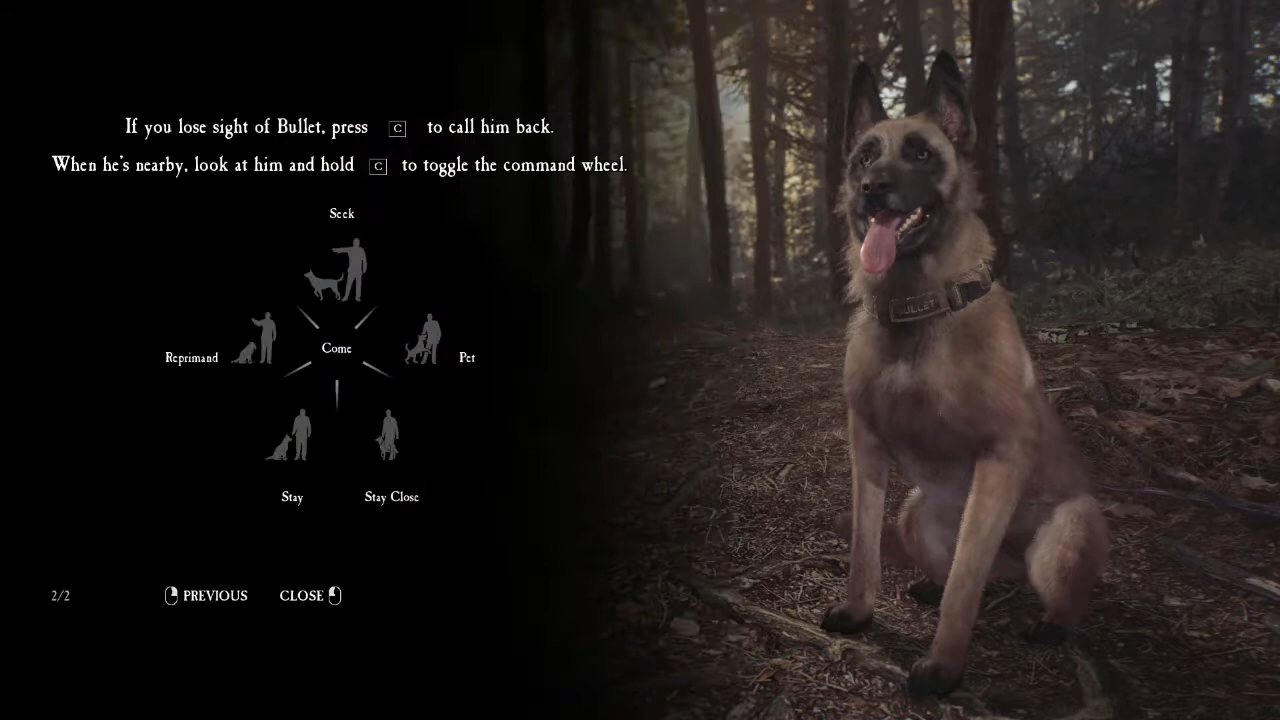 If you lose sight of Bullet, press C to call him back.
When he's nearby, look at him and hold C to toggle the command wheel.
Seek
Reprimand
Come
Pet
Stay
Stay Close
BULLET
2/2
PREVIOUS
CLOSE